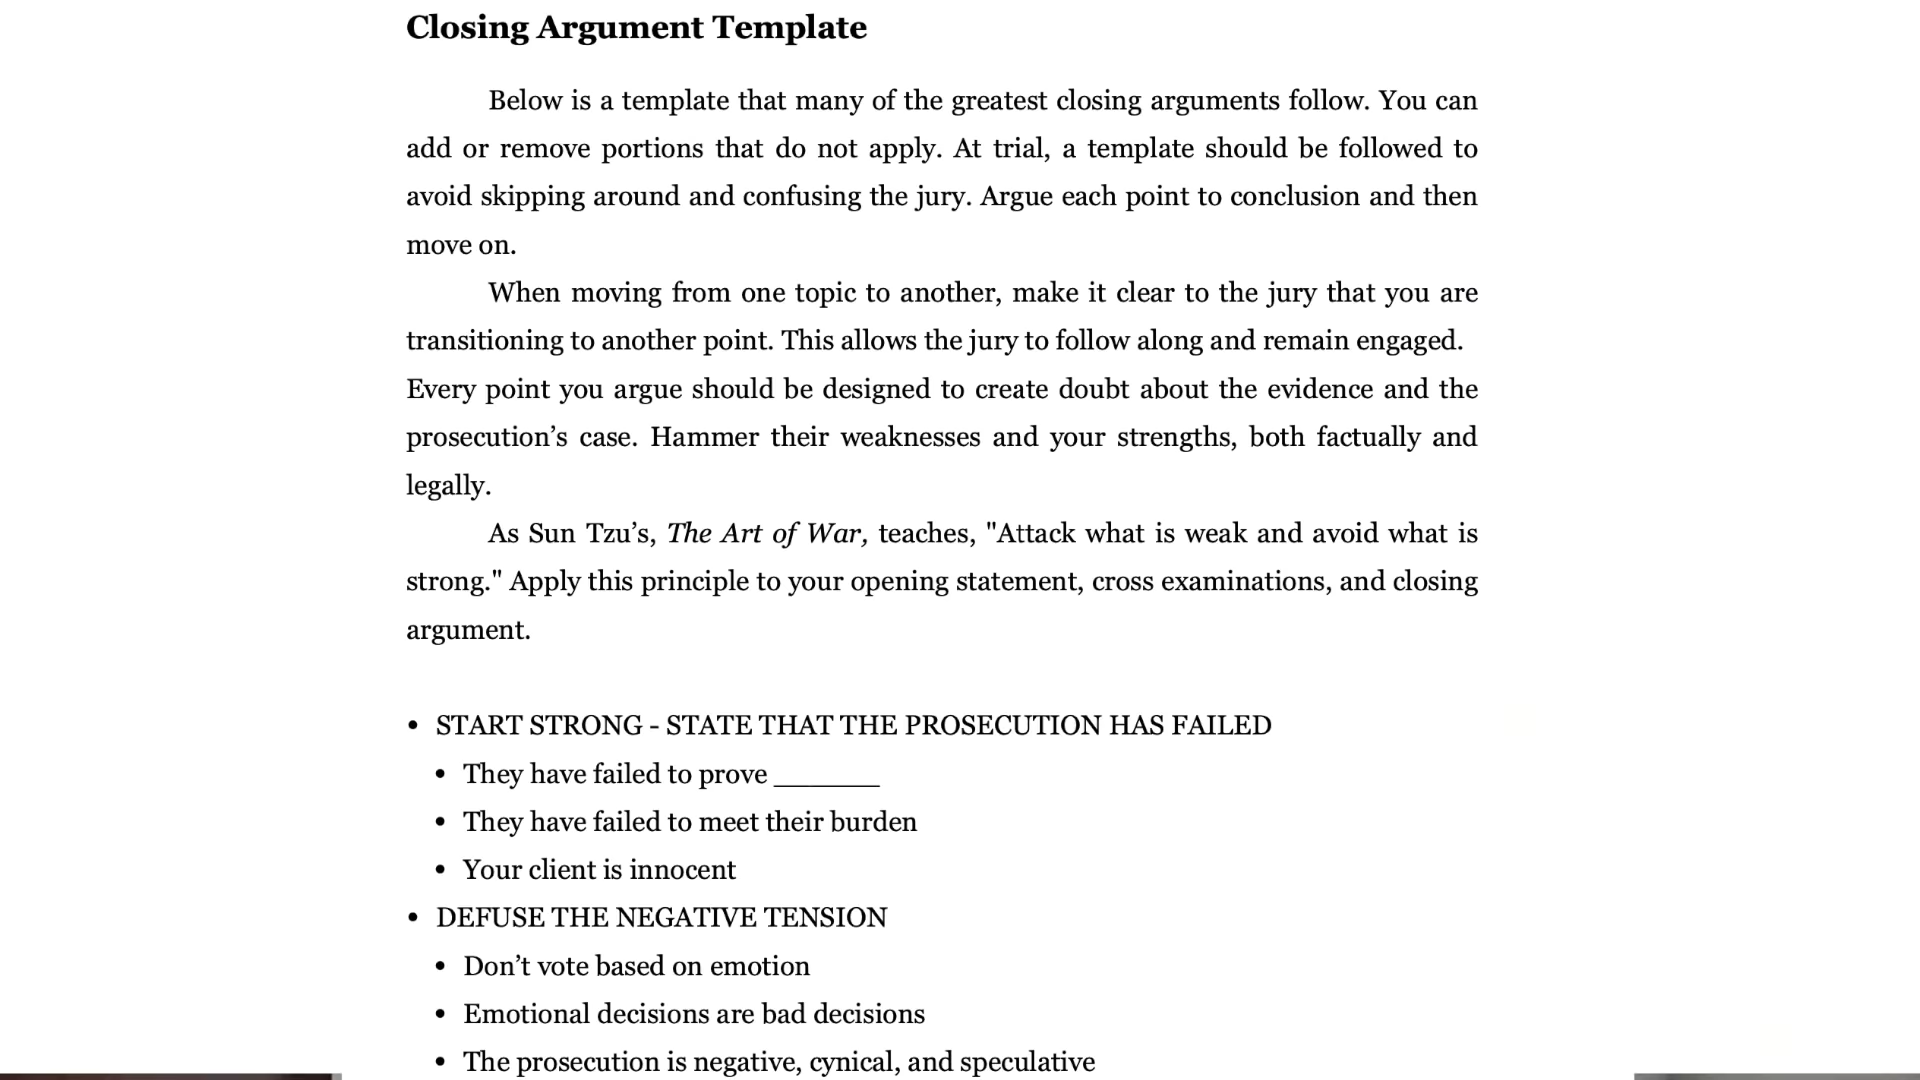 Closing Argument Template
Below is a template that many of the greatest closing arguments follow. You can
add or remove portions that do not apply. At trial, a template should be followed to
avoid skipping around and confusing the jury. Argue each point to conclusion and then
move on.
When moving from one topic to another, make it clear to the jury that you are
transitioning to another point. This allows the jury to follow along and remain engaged.
Every point you argue should be designed to create doubt about the evidence and the
prosecution’s case. Hammer their weaknesses and your strengths, both factually and
legally.
As Sun Tzu’s, The Art of War, teaches, "Attack what is weak and avoid what is
strong." Apply this principle to your opening statement, cross examinations, and closing
argument.
• START STRONG - STATE THAT THE PROSECUTION HAS FAILED
• They have failed to prove _______
• They have failed to meet their burden
• Your client is innocent
• DEFUSE THE NEGATIVE TENSION
• Don’t vote based on emotion
• Emotional decisions are bad decisions
• The prosecution is negative, cynical, and speculative